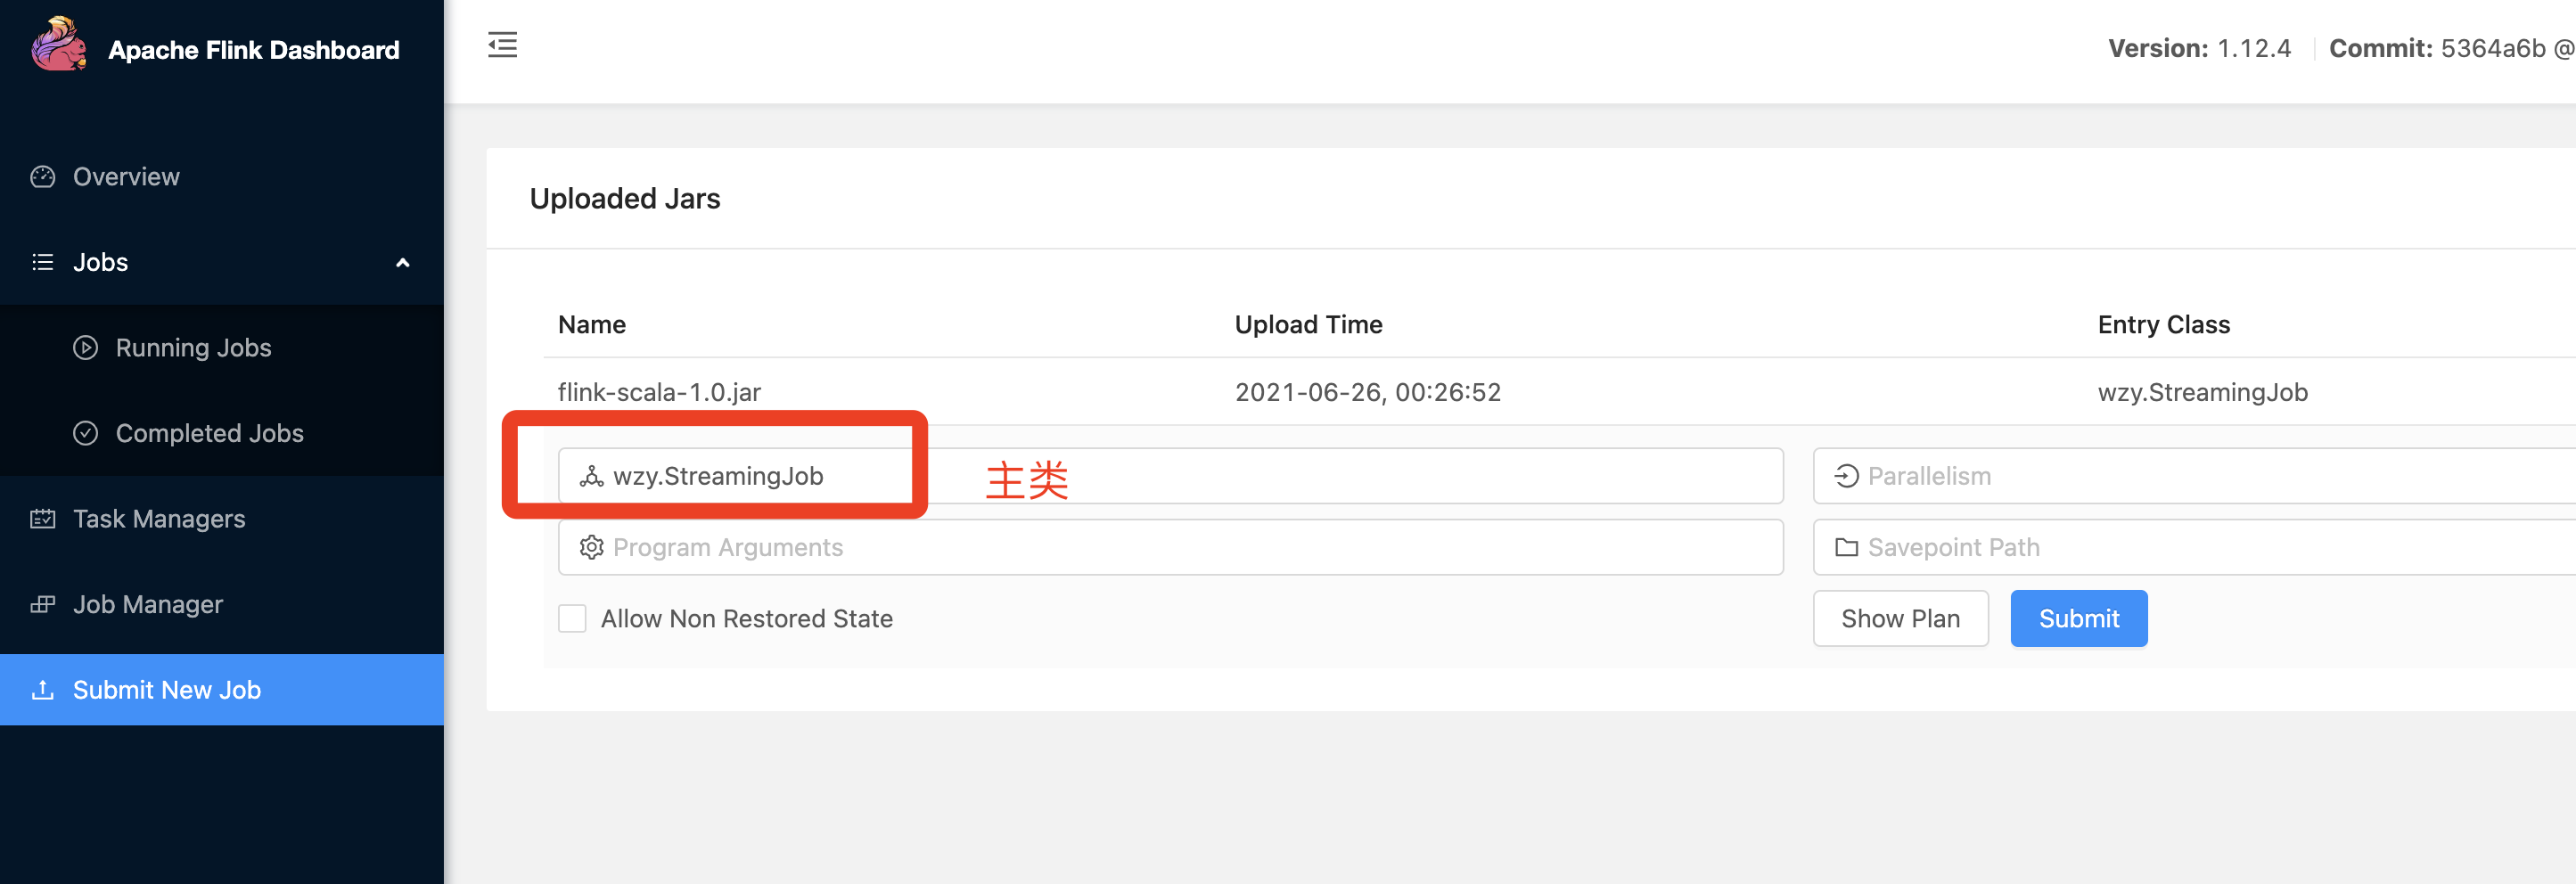 Apache Flink Dashboard
Version: 1.12.4
Commit: 5364a6b @
Overview
Jobs
Running Jobs
Completed Jobs
Task Managers
Job Manager
Submit New Job
Uploaded Jars
Name Upload Time Entry Class
flink-scala-1.0.jar 2021-06-26, 00:26:52 wzy.StreamingJob
wzy.StreamingJob 主类 Parallelism
Program Arguments Savepoint Path
Allow Non Restored State Show Plan Submit